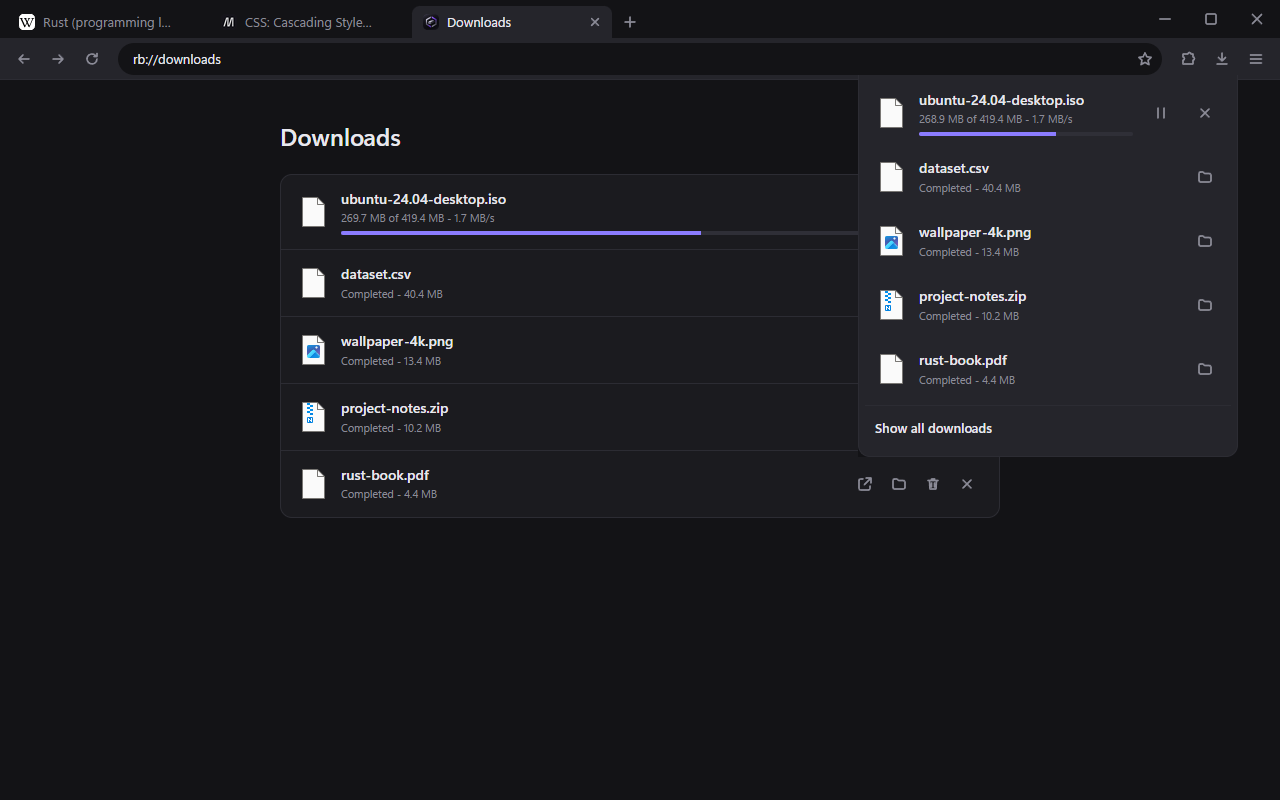 Rust (programming l...
CSS: Cascading Style...
Downloads
rb://downloads
Downloads
ubuntu-24.04-desktop.iso
269.7 MB of 419.4 MB - 1.7 MB/s
dataset.csv
Completed - 40.4 MB
wallpaper-4k.png
Completed - 13.4 MB
project-notes.zip
Completed - 10.2 MB
rust-book.pdf
Completed - 4.4 MB
ubuntu-24.04-desktop.iso
268.9 MB of 419.4 MB - 1.7 MB/s
dataset.csv
Completed - 40.4 MB
wallpaper-4k.png
Completed - 13.4 MB
project-notes.zip
Completed - 10.2 MB
rust-book.pdf
Completed - 4.4 MB
Show all downloads